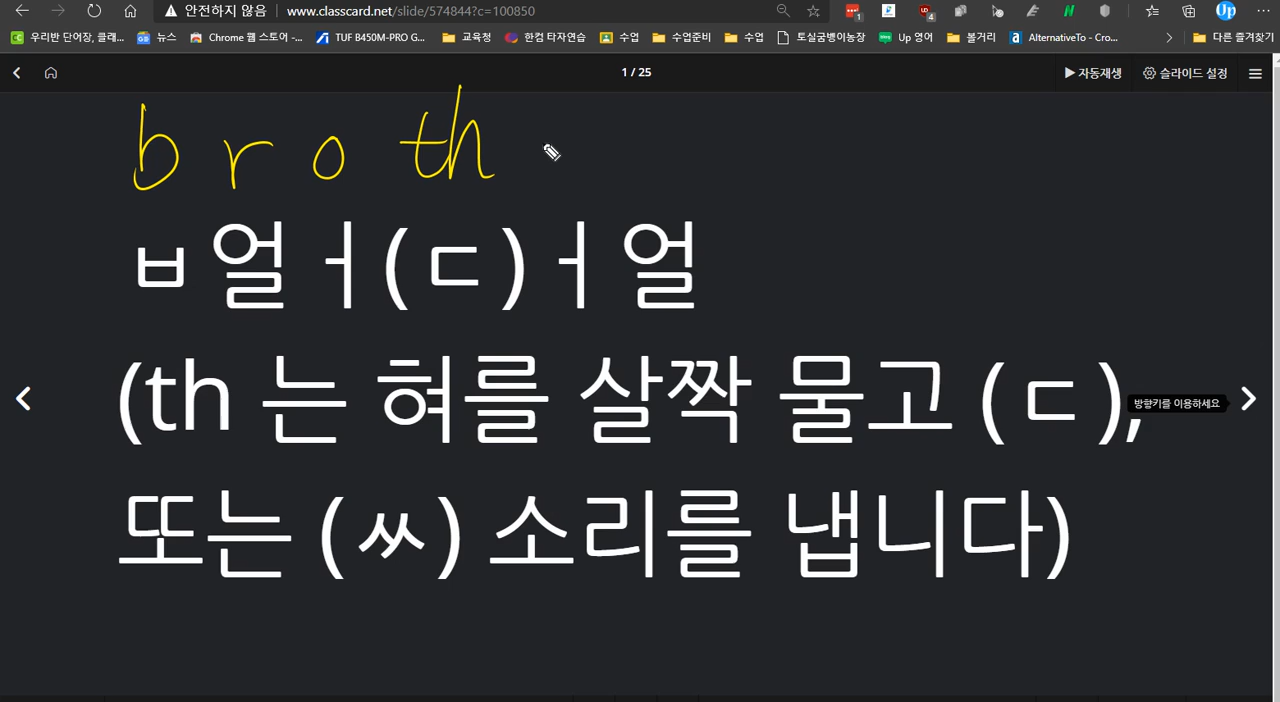 안전하지 않음 www.classcard.net/slide/574844?c=100850
우리반 단어장, 클래... 뉴스 Chrome 웹 스토어 -... TUF B450M-PRO G... 교육정 한컴 타자연습 수업 수업준비 수업 토실궁뱅이농장 Up 영어 볼거리 AlternativeTo - Cro... 다른 즐겨찾기
1 / 25 자동재생 슬라이드 설정
b r o th
ㅂ얼ㅓ(ㄷ)ㅓ얼
(th 는 혀를 살짝 물고 (ㄷ),
방향키를 이용하세요
또는 (ㅆ) 소리를 냅니다)